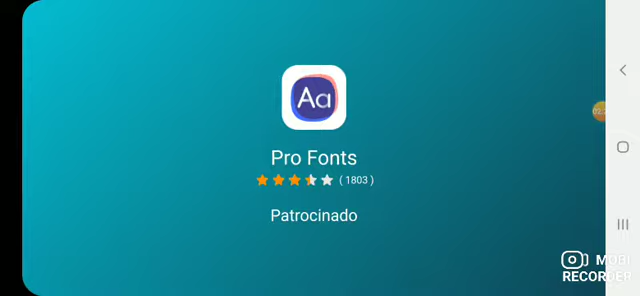 Aa
Pro Fonts
( 1803 )
Patrocinado
MOBI
RECORDER